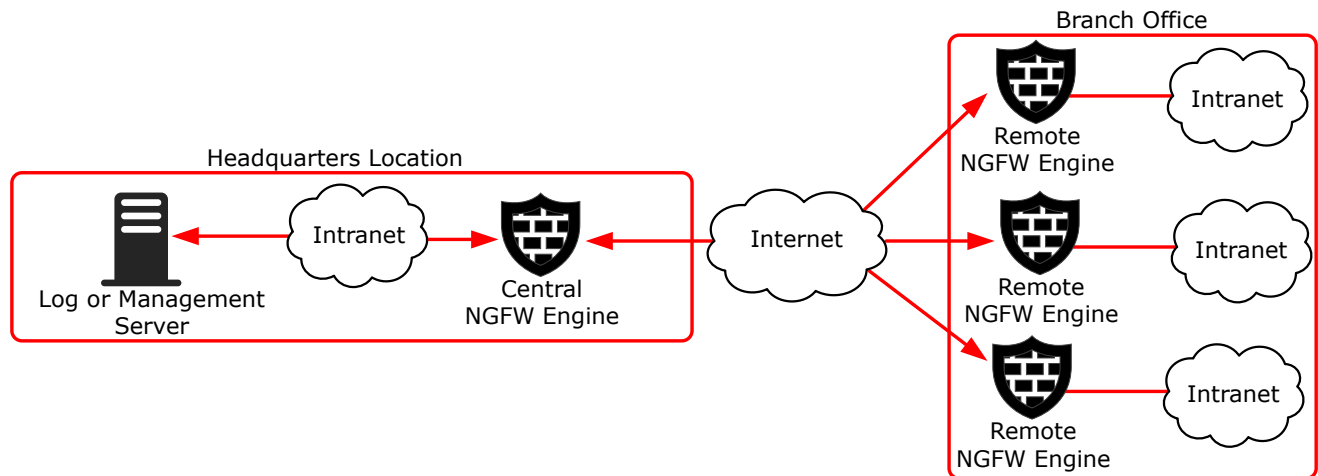 Branch Office
Headquarters Location
Log or Management
Server
Intranet
Central
NGFW Engine
Internet
Remote
NGFW Engine
Intranet
Remote
NGFW Engine
Intranet
Remote
NGFW Engine
Intranet